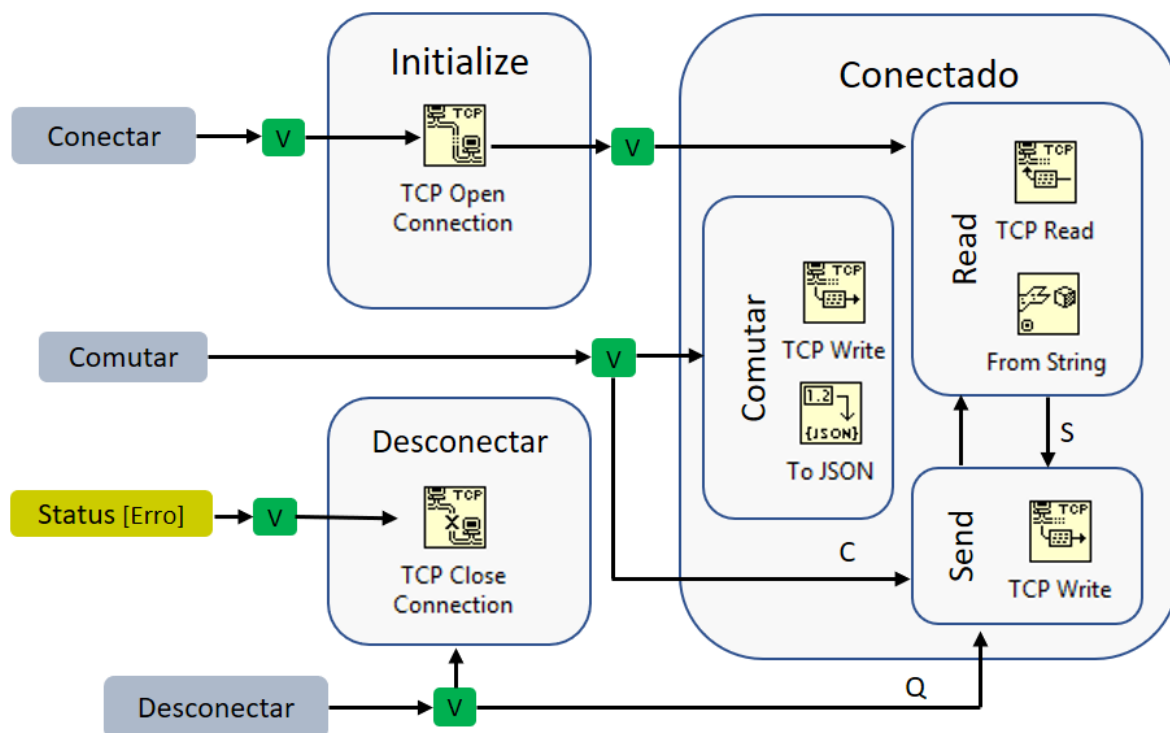 Initialize
Conectado
TCP
Conectar
V
V
TCP Open
Connection
TCP
TCP Read
Read
From String
Comutar
V
Comutar
TCP
TCP Write
1.2
{JSON}
To JSON
Desconectar
S
Status [Erro]
V
TCP
TCP Close
Connection
C
Send
TCP
TCP Write
Desconectar
V
Q